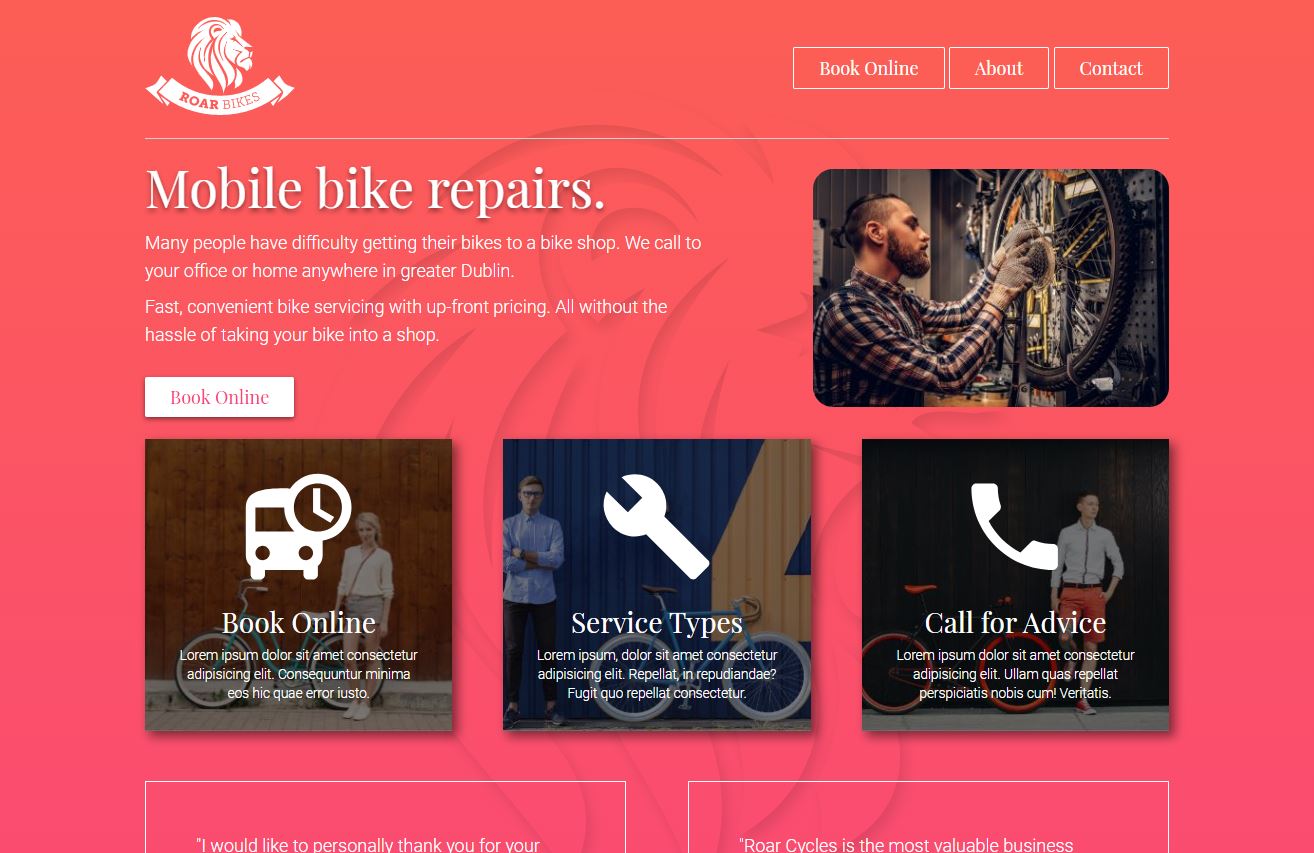 ROAR BIKES
Book Online
About
Contact
Mobile bike repairs.
Many people have difficulty getting their bikes to a bike shop. We call to
your office or home anywhere in greater Dublin.
Fast, convenient bike servicing with up-front pricing. All without the
hassle of taking your bike into a shop.
Book Online
Book Online
Lorem ipsum dolor sit amet consectetur
adipisicing elit. Consequuntur minima
eos hic quae error iusto.
Service Types
Lorem ipsum, dolor sit amet consectetur
adipisicing elit. Repellat, in repudiandae?
Fugit quo repellat consectetur.
Call for Advice
Lorem ipsum dolor sit amet consectetur
adipisicing elit. Ullam quas repellat
perspiciatis nobis cum! Veritatis.
"I would like to personally thank you for your
"Roar Cycles is the most valuable business